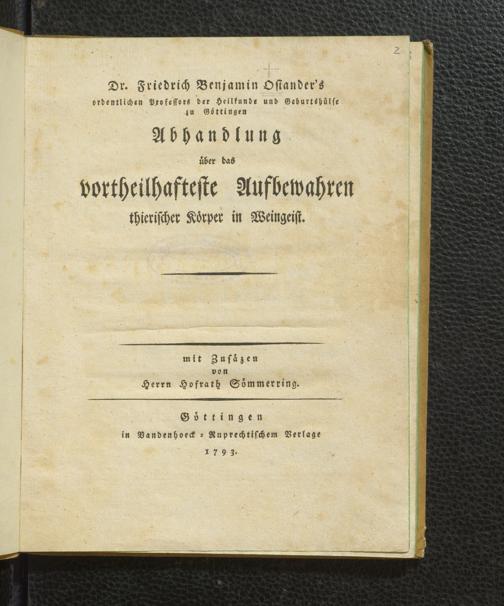 2
Dr. Friedrich Benjamin Osiander's
ordentlichen Professors der Heilkunde und Geburtshülfe
zu Göttingen
Abhandlung
über das
vortheilhafteste Aufbewahren
thierischer Körper in Weingeist.
mit Zusäzen
von
Herrn Hofrath Sömmerring.
Göttingen
in Vandenhoeck-Ruprechtischem Verlage
1793.